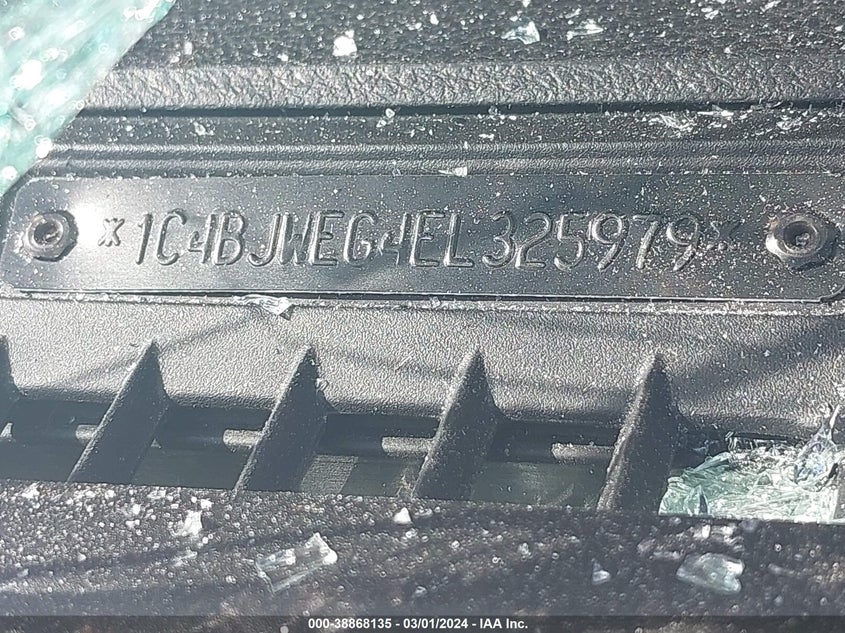 *1C4BJWEG4EL325979*
000-38868135 - 03/01/2024 - IAA Inc.